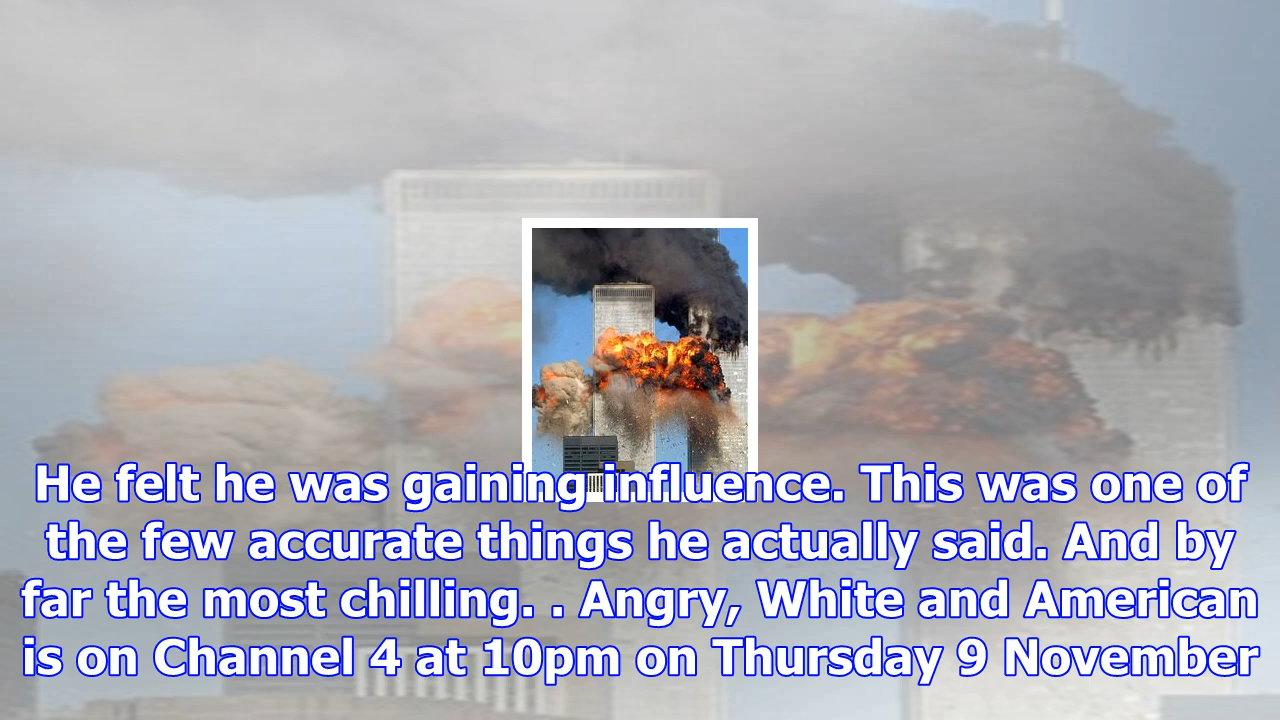 He felt he was gaining influence. This was one of
the few accurate things he actually said. And by
far the most chilling. . Angry, White and American
is on Channel 4 at 10pm on Thursday 9 November